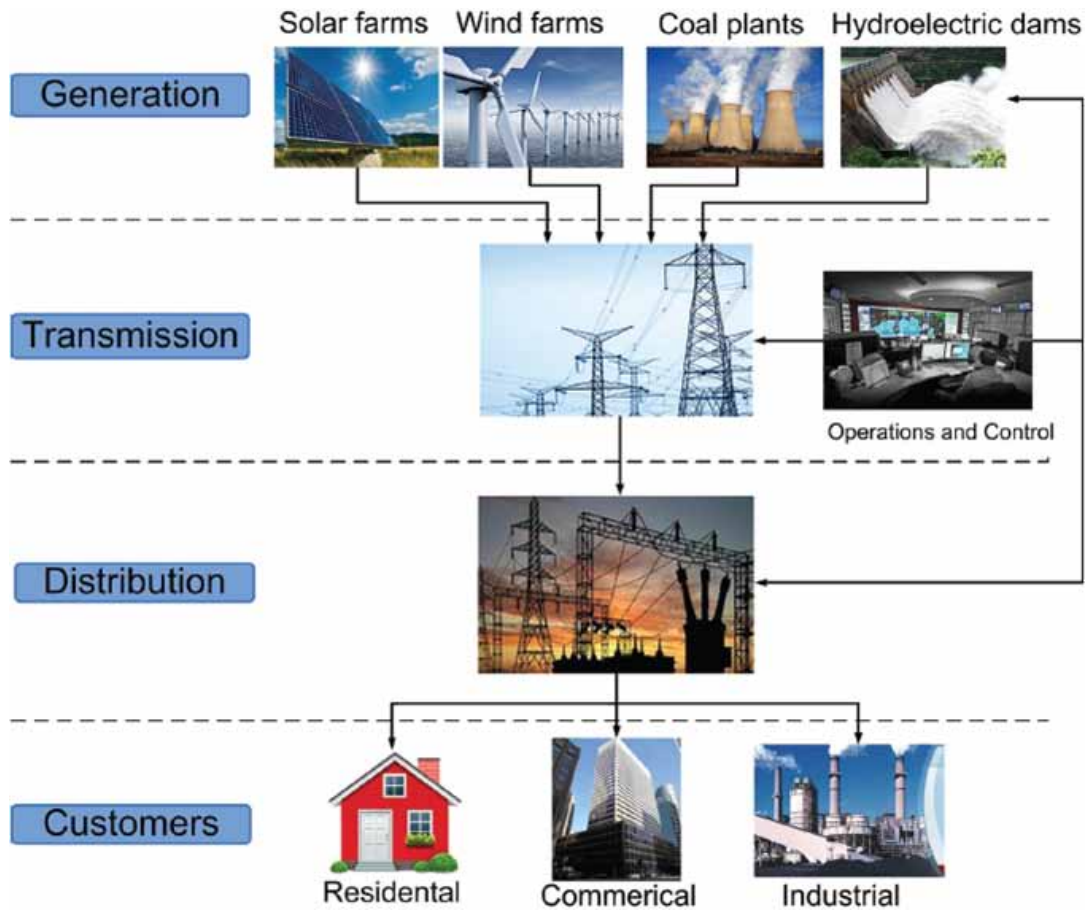 Solar farms
Wind farms
Coal plants
Hydroelectric dams
Generation
Transmission
Operations and Control
Distribution
Customers
Residental
Commerical
Industrial